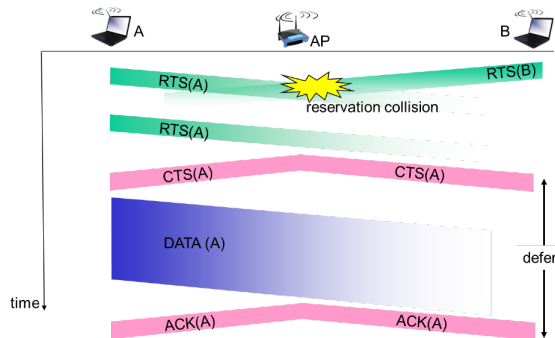 A
AP
B
RTS(A)
RTS(B)
reservation collision
RTS(A)
CTS(A)
CTS(A)
DATA (A)
defer
time
ACK(A)
ACK(A)